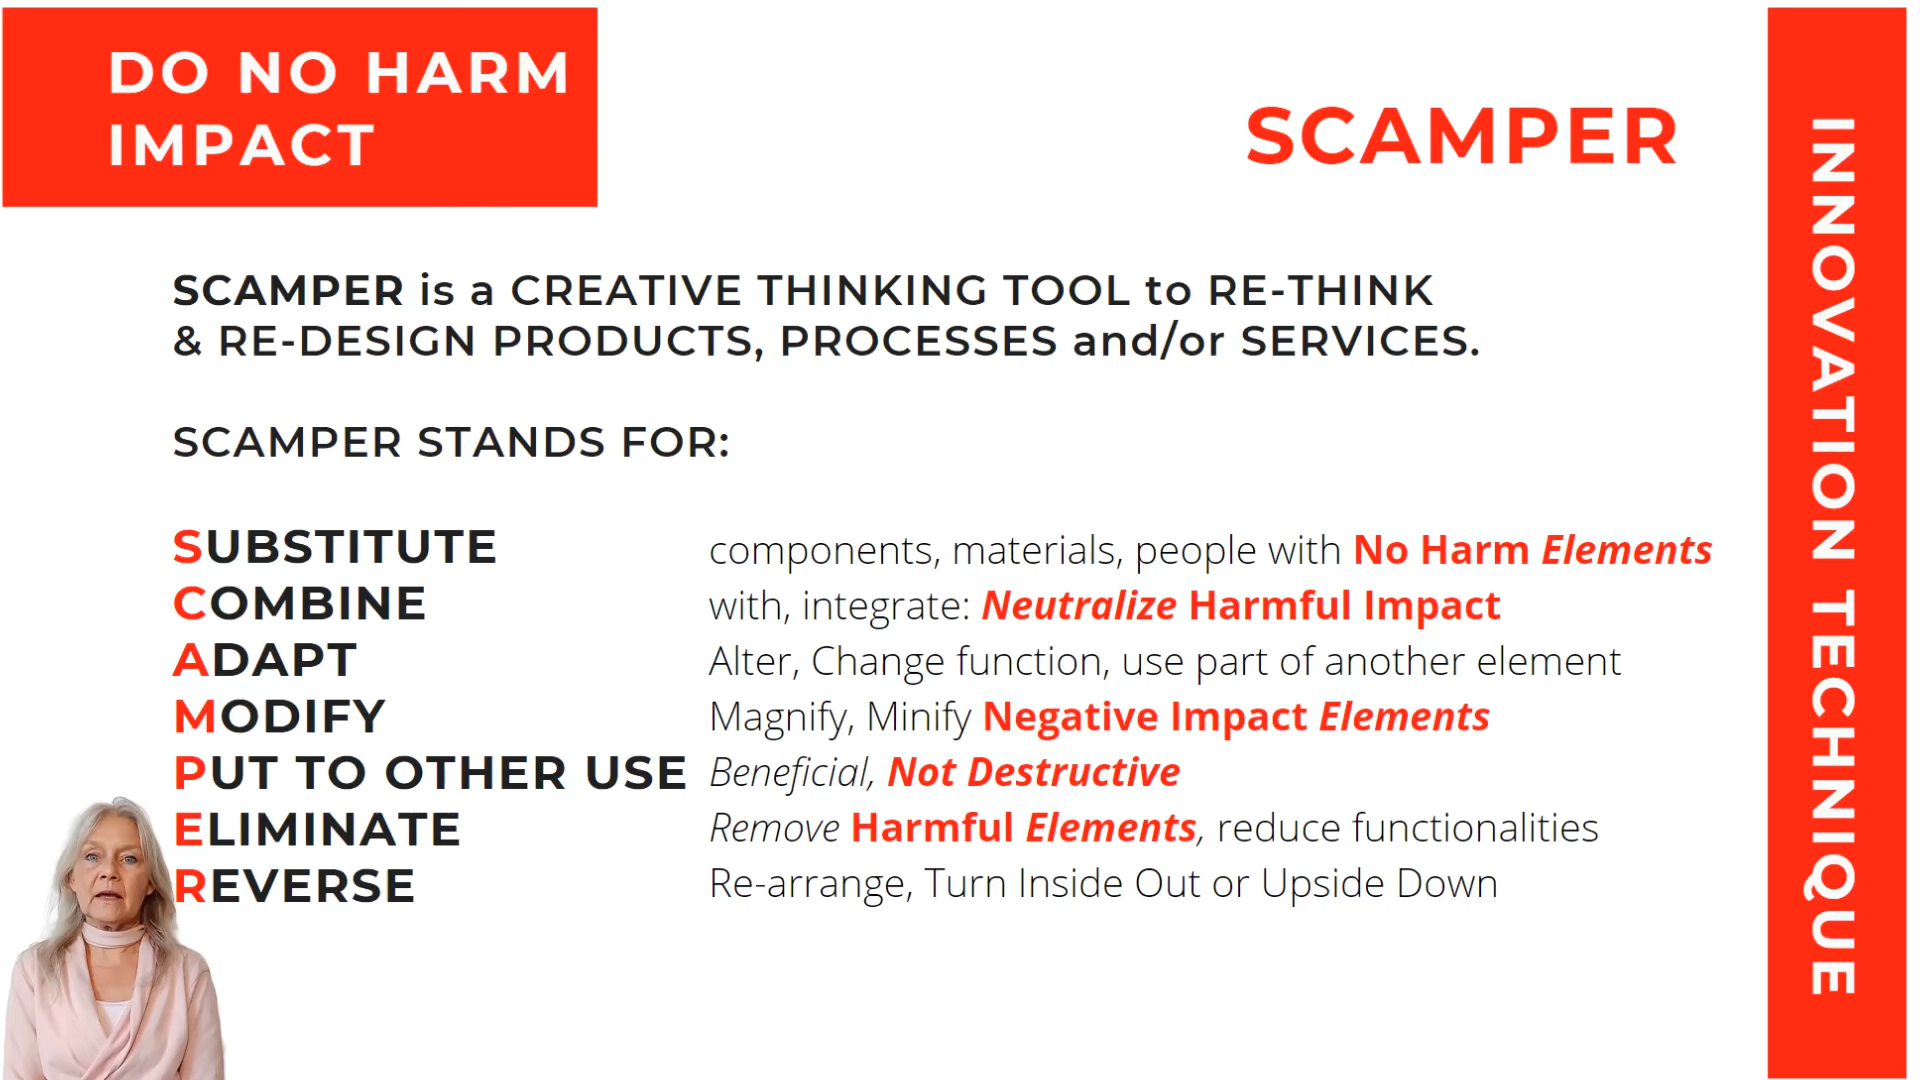 DO NO HARM
IMPACT
SCAMPER
SCAMPER is a CREATIVE THINKING TOOL to RE-THINK
& RE-DESIGN PRODUCTS, PROCESSES and/or SERVICES.
SCAMPER STANDS FOR:
SUBSTITUTE components, materials, people with No Harm Elements
COMBINE with, integrate: Neutralize Harmful Impact
ADAPT Alter, Change function, use part of another element
MODIFY Magnify, Minify Negative Impact Elements
PUT TO OTHER USE Beneficial, Not Destructive
ELIMINATE Remove Harmful Elements, reduce functionalities
REVERSE Re-arrange, Turn Inside Out or Upside Down
INNOVATION TECHNIQUE